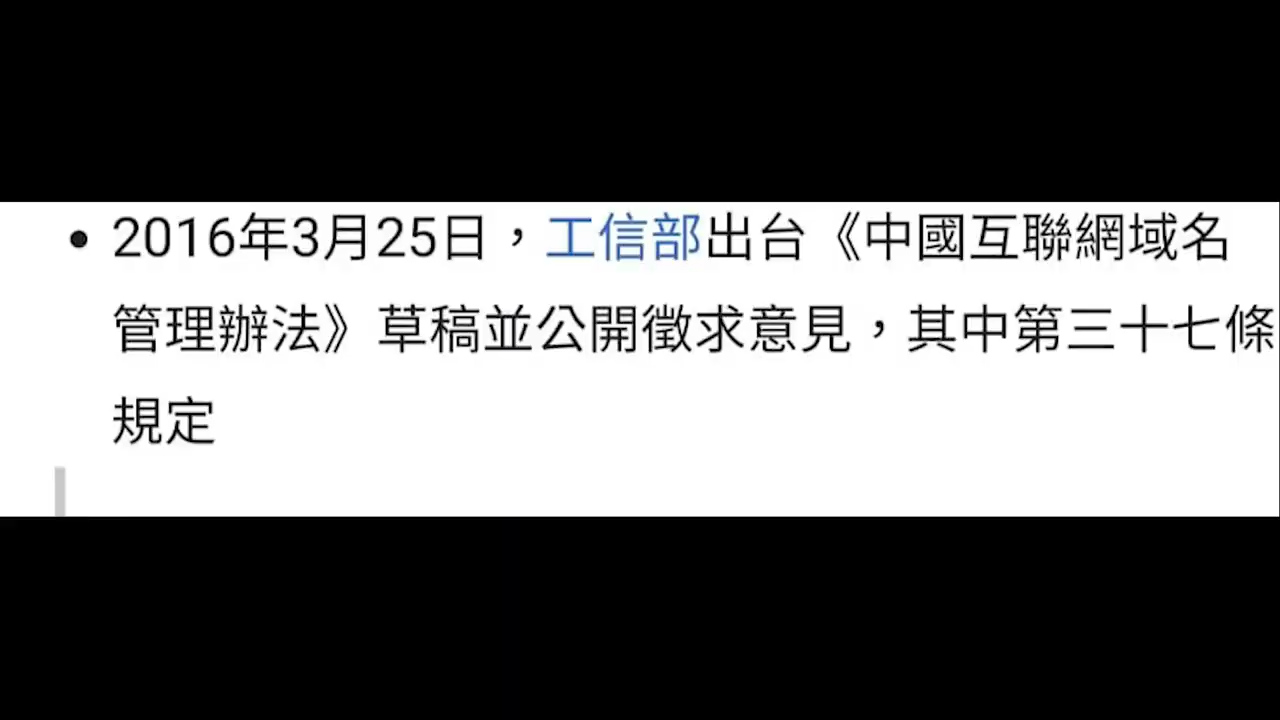 • 2016年3月25日，工信部出台《中國互聯網域名
管理辦法》草稿並公開徵求意見，其中第三十七條
規定